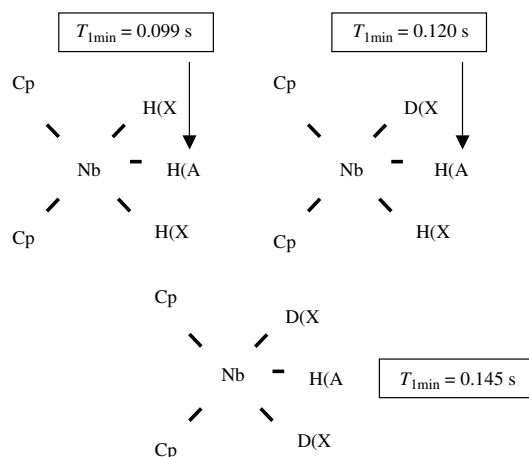 T1min = 0.099 s
T1min = 0.120 s
Cp
H(X
Nb
H(A
H(X
Cp
Cp
D(X
Nb
H(A
H(X
Cp
Cp
D(X
Nb
H(A
T1min = 0.145 s
D(X
Cp